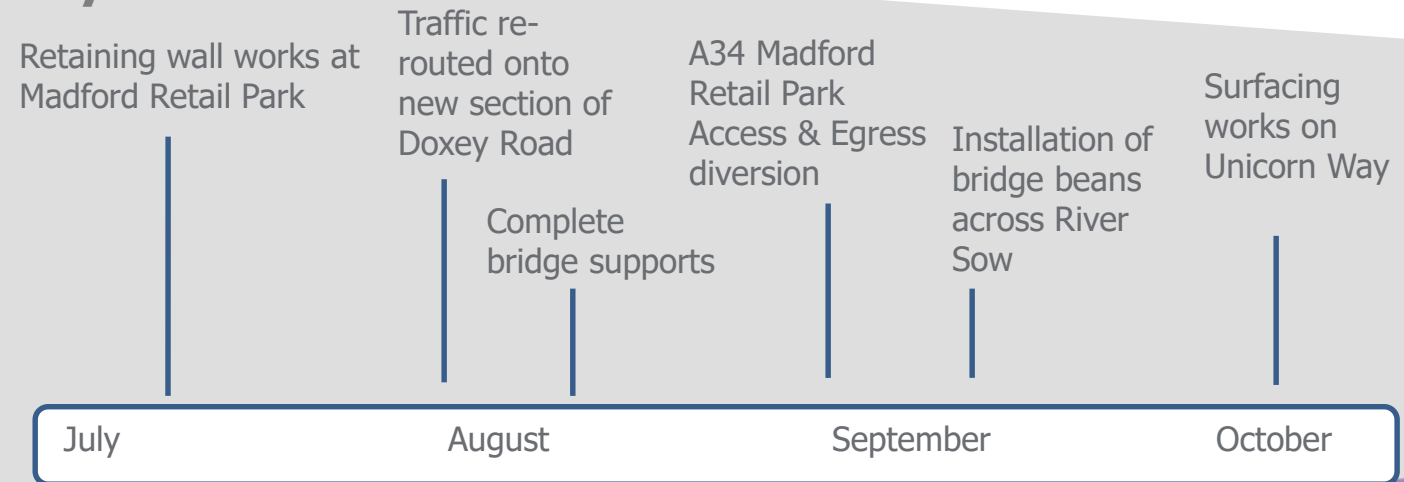 Retaining wall works at
Madford Retail Park
Traffic re-
routed onto
new section of
Doxey Road
Complete
bridge supports
A34 Madford
Retail Park
Access & Egress
diversion
Installation of
bridge beans
across River
Sow
Surfacing
works on
Unicorn Way
July August September October